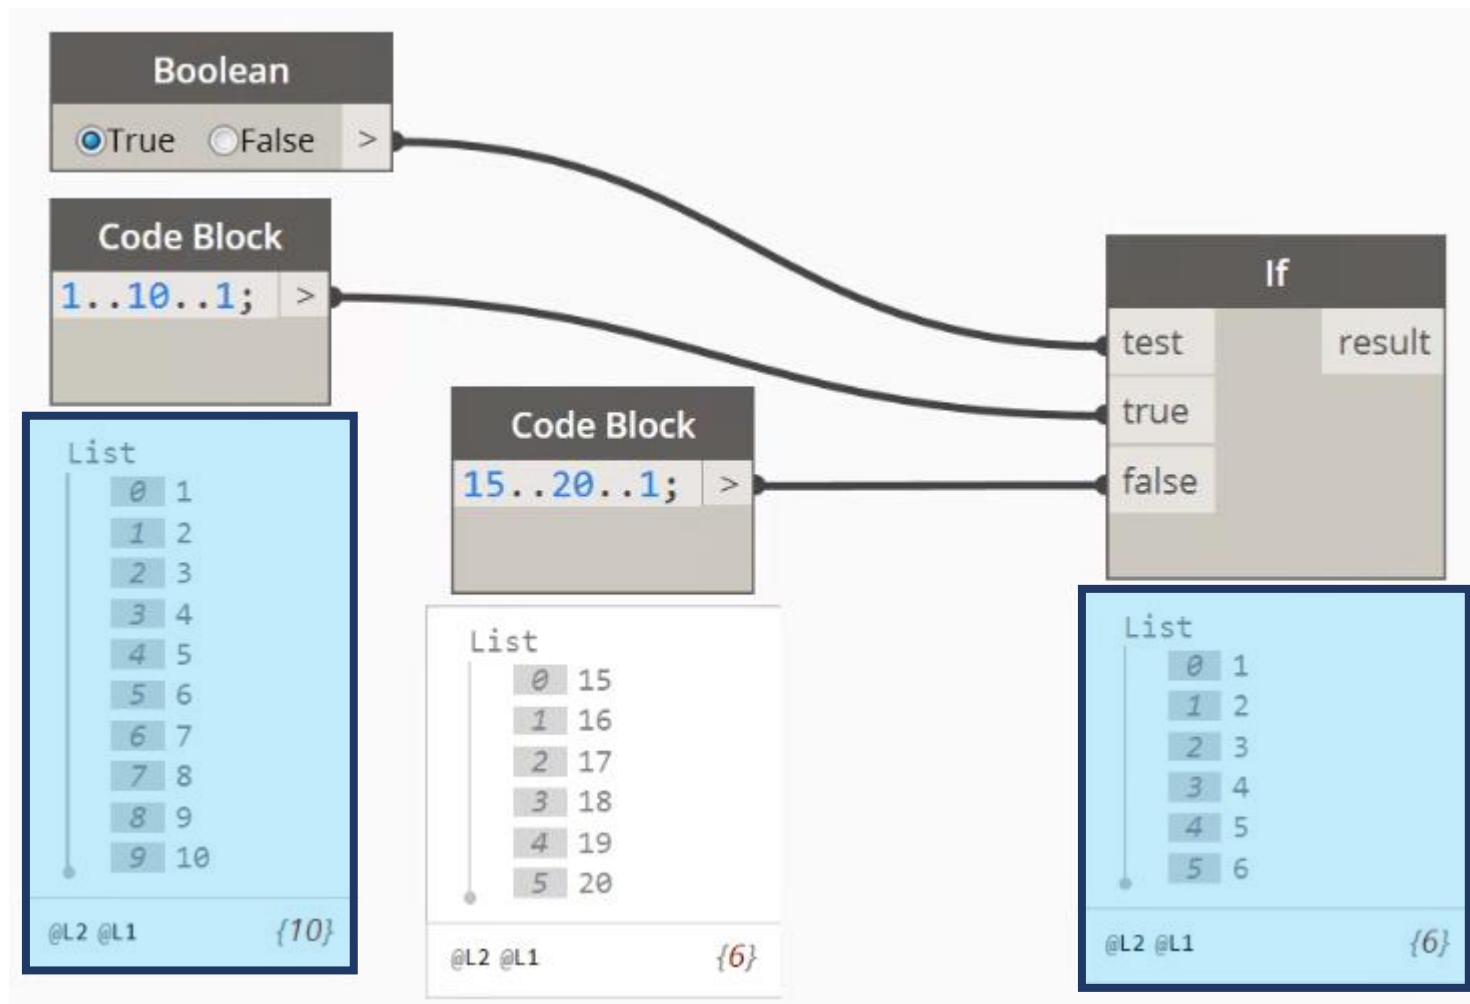 Boolean
True False >
Code Block
1..10..1; >
List
0 1
1 2
2 3
3 4
4 5
5 6
6 7
7 8
8 9
9 10
@L2 @L1 {10}
Code Block
15..20..1; >
List
0 15
1 16
2 17
3 18
4 19
5 20
@L2 @L1 {6}
If
test result
true
false
List
0 1
1 2
2 3
3 4
4 5
5 6
@L2 @L1 {6}